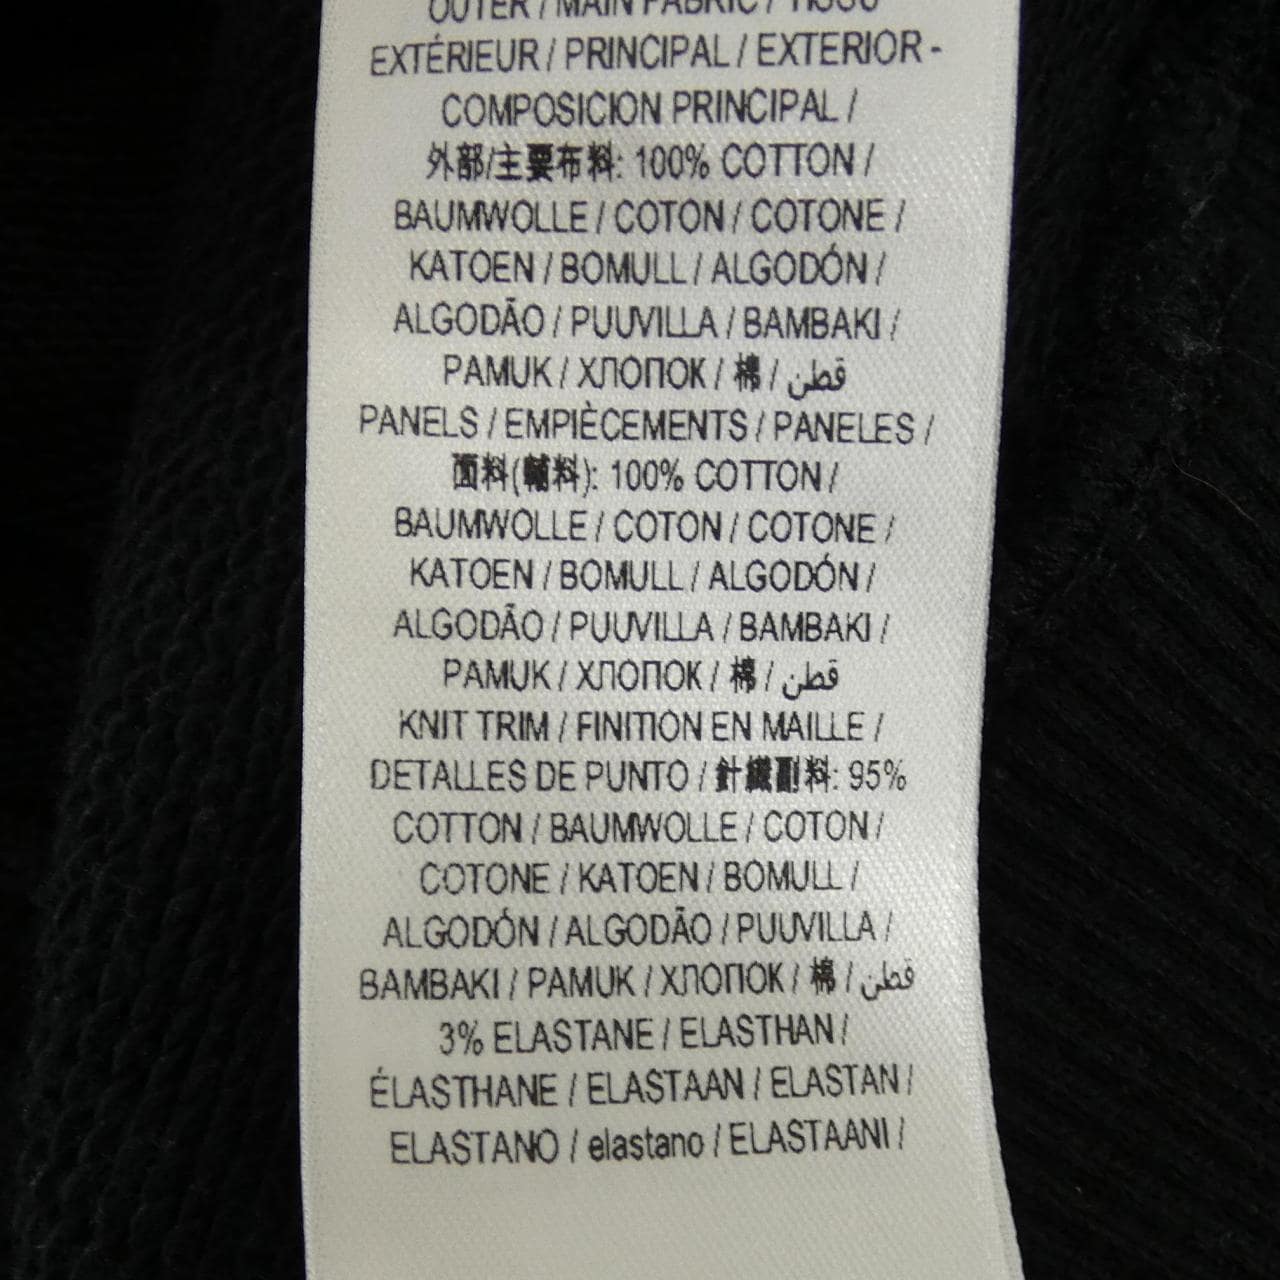 OUTER / MAIN FABRIC / TISSU
EXTÉRIEUR / PRINCIPAL / EXTERIOR -
COMPOSICION PRINCIPAL /
外部/主要布料: 100% COTTON /
BAUMWOLLE / COTON / COTONE /
KATOEN / BOMULL / ALGODÓN /
ALGODÃO / PUUVILLA / BAMBAKI /
PAMUK / ХЛОПОК / 棉 / قطن
PANELS / EMPIÈCEMENTS / PANELES /
面料(輔料): 100% COTTON /
BAUMWOLLE / COTON / COTONE /
KATOEN / BOMULL / ALGODÓN /
ALGODÃO / PUUVILLA / BAMBAKI /
PAMUK / ХЛОПОК / 棉 / قطن
KNIT TRIM / FINITION EN MAILLE /
DETALLES DE PUNTO / 針織副料: 95%
COTTON / BAUMWOLLE / COTON /
COTONE / KATOEN / BOMULL /
ALGODÓN / ALGODÃO / PUUVILLA /
BAMBAKI / PAMUK / ХЛОПОК / 棉 / قطن
3% ELASTANE / ELASTHAN /
ÉLASTHANE / ELASTAAN / ELASTAN /
ELASTANO / elastano / ELASTAANI /